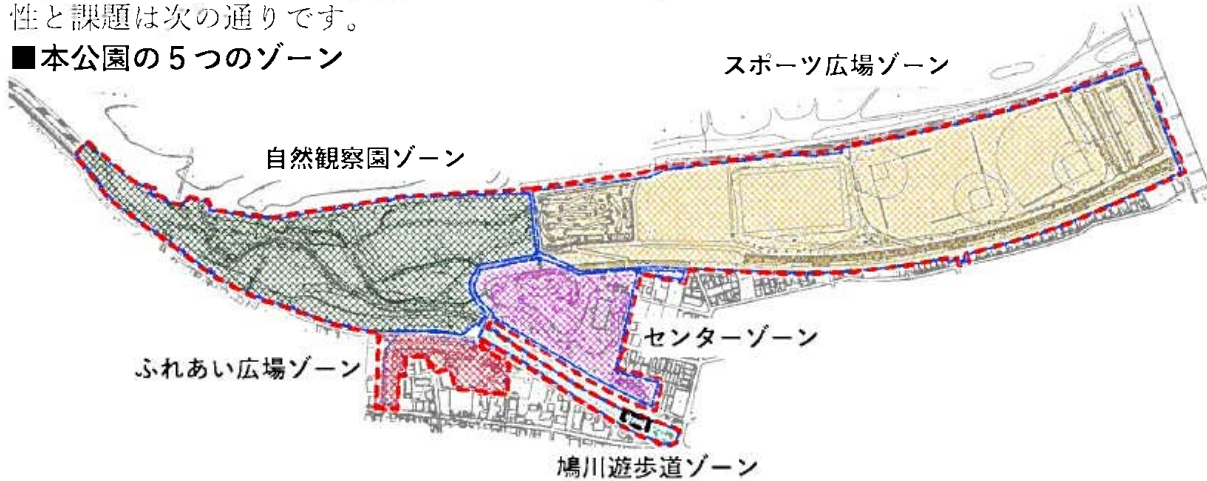 性と課題は次の通りです。
■本公園の5つのゾーン
スポーツ広場ゾーン
自然観察園ゾーン
センターゾーン
ふれあい広場ゾーン
鳩川遊歩道ゾーン